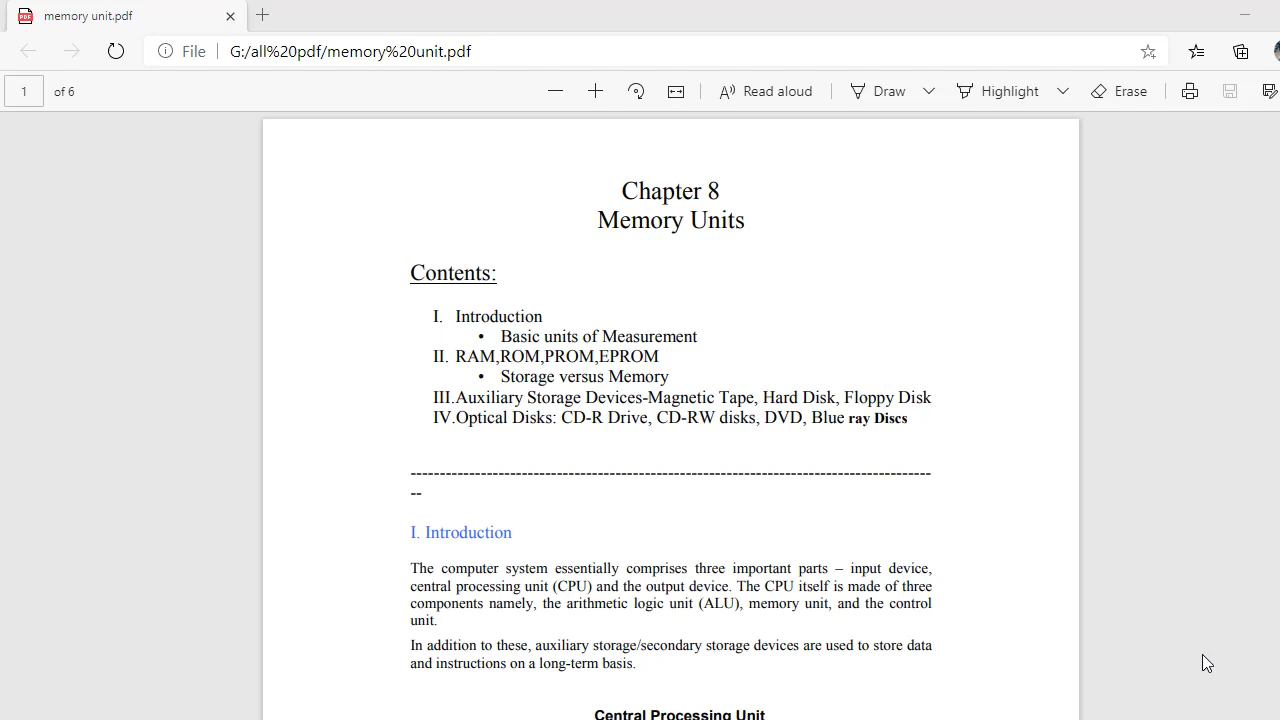 memory unit.pdf
File
G:/all%20pdf/memory%20unit.pdf
1 of 6
Read aloud
Draw
Highlight
Erase
Chapter 8
Memory Units
Contents:
I. Introduction
• Basic units of Measurement
II. RAM,ROM,PROM,EPROM
• Storage versus Memory
III.Auxiliary Storage Devices-Magnetic Tape, Hard Disk, Floppy Disk
IV.Optical Disks: CD-R Drive, CD-RW disks, DVD, Blue ray Discs
-----------------------------------------------------------------------------------------
--
I. Introduction
The computer system essentially comprises three important parts – input device,
central processing unit (CPU) and the output device. The CPU itself is made of three
components namely, the arithmetic logic unit (ALU), memory unit, and the control
unit.
In addition to these, auxiliary storage/secondary storage devices are used to store data
and instructions on a long-term basis.
Central Processing Unit